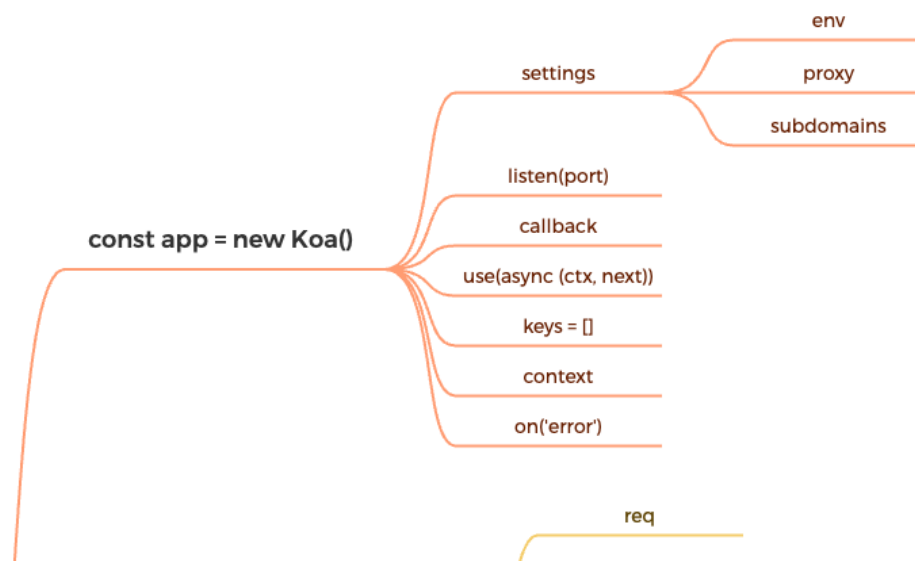 env
settings
proxy
subdomains
listen(port)
callback
const app = new Koa()
use(async (ctx, next))
keys = []
context
on('error')
req